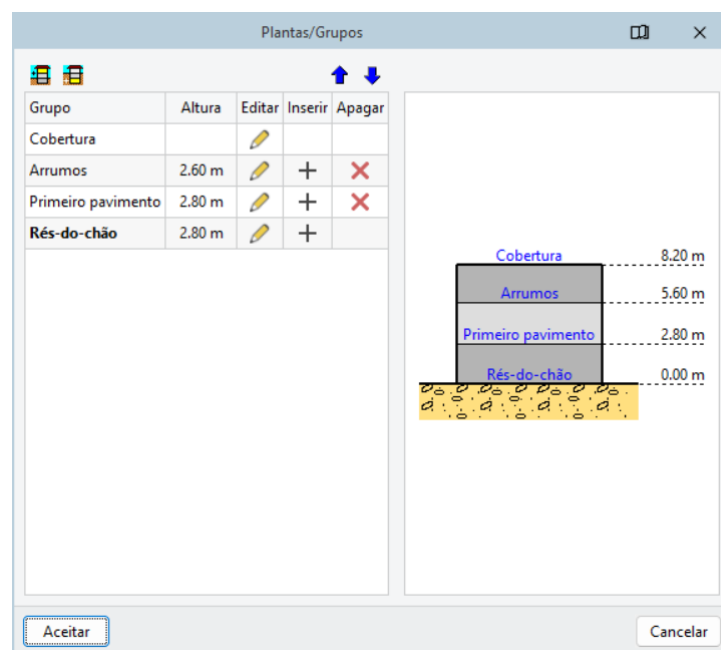 Plantas/Grupos
Grupo Altura Editar Inserir Apagar
Cobertura
Arrumos 2.60 m
Primeiro pavimento 2.80 m
Rés-do-chão 2.80 m
Cobertura 8.20 m
Arrumos 5.60 m
Primeiro pavimento 2.80 m
Rés-do-chão 0.00 m
Aceitar Cancelar